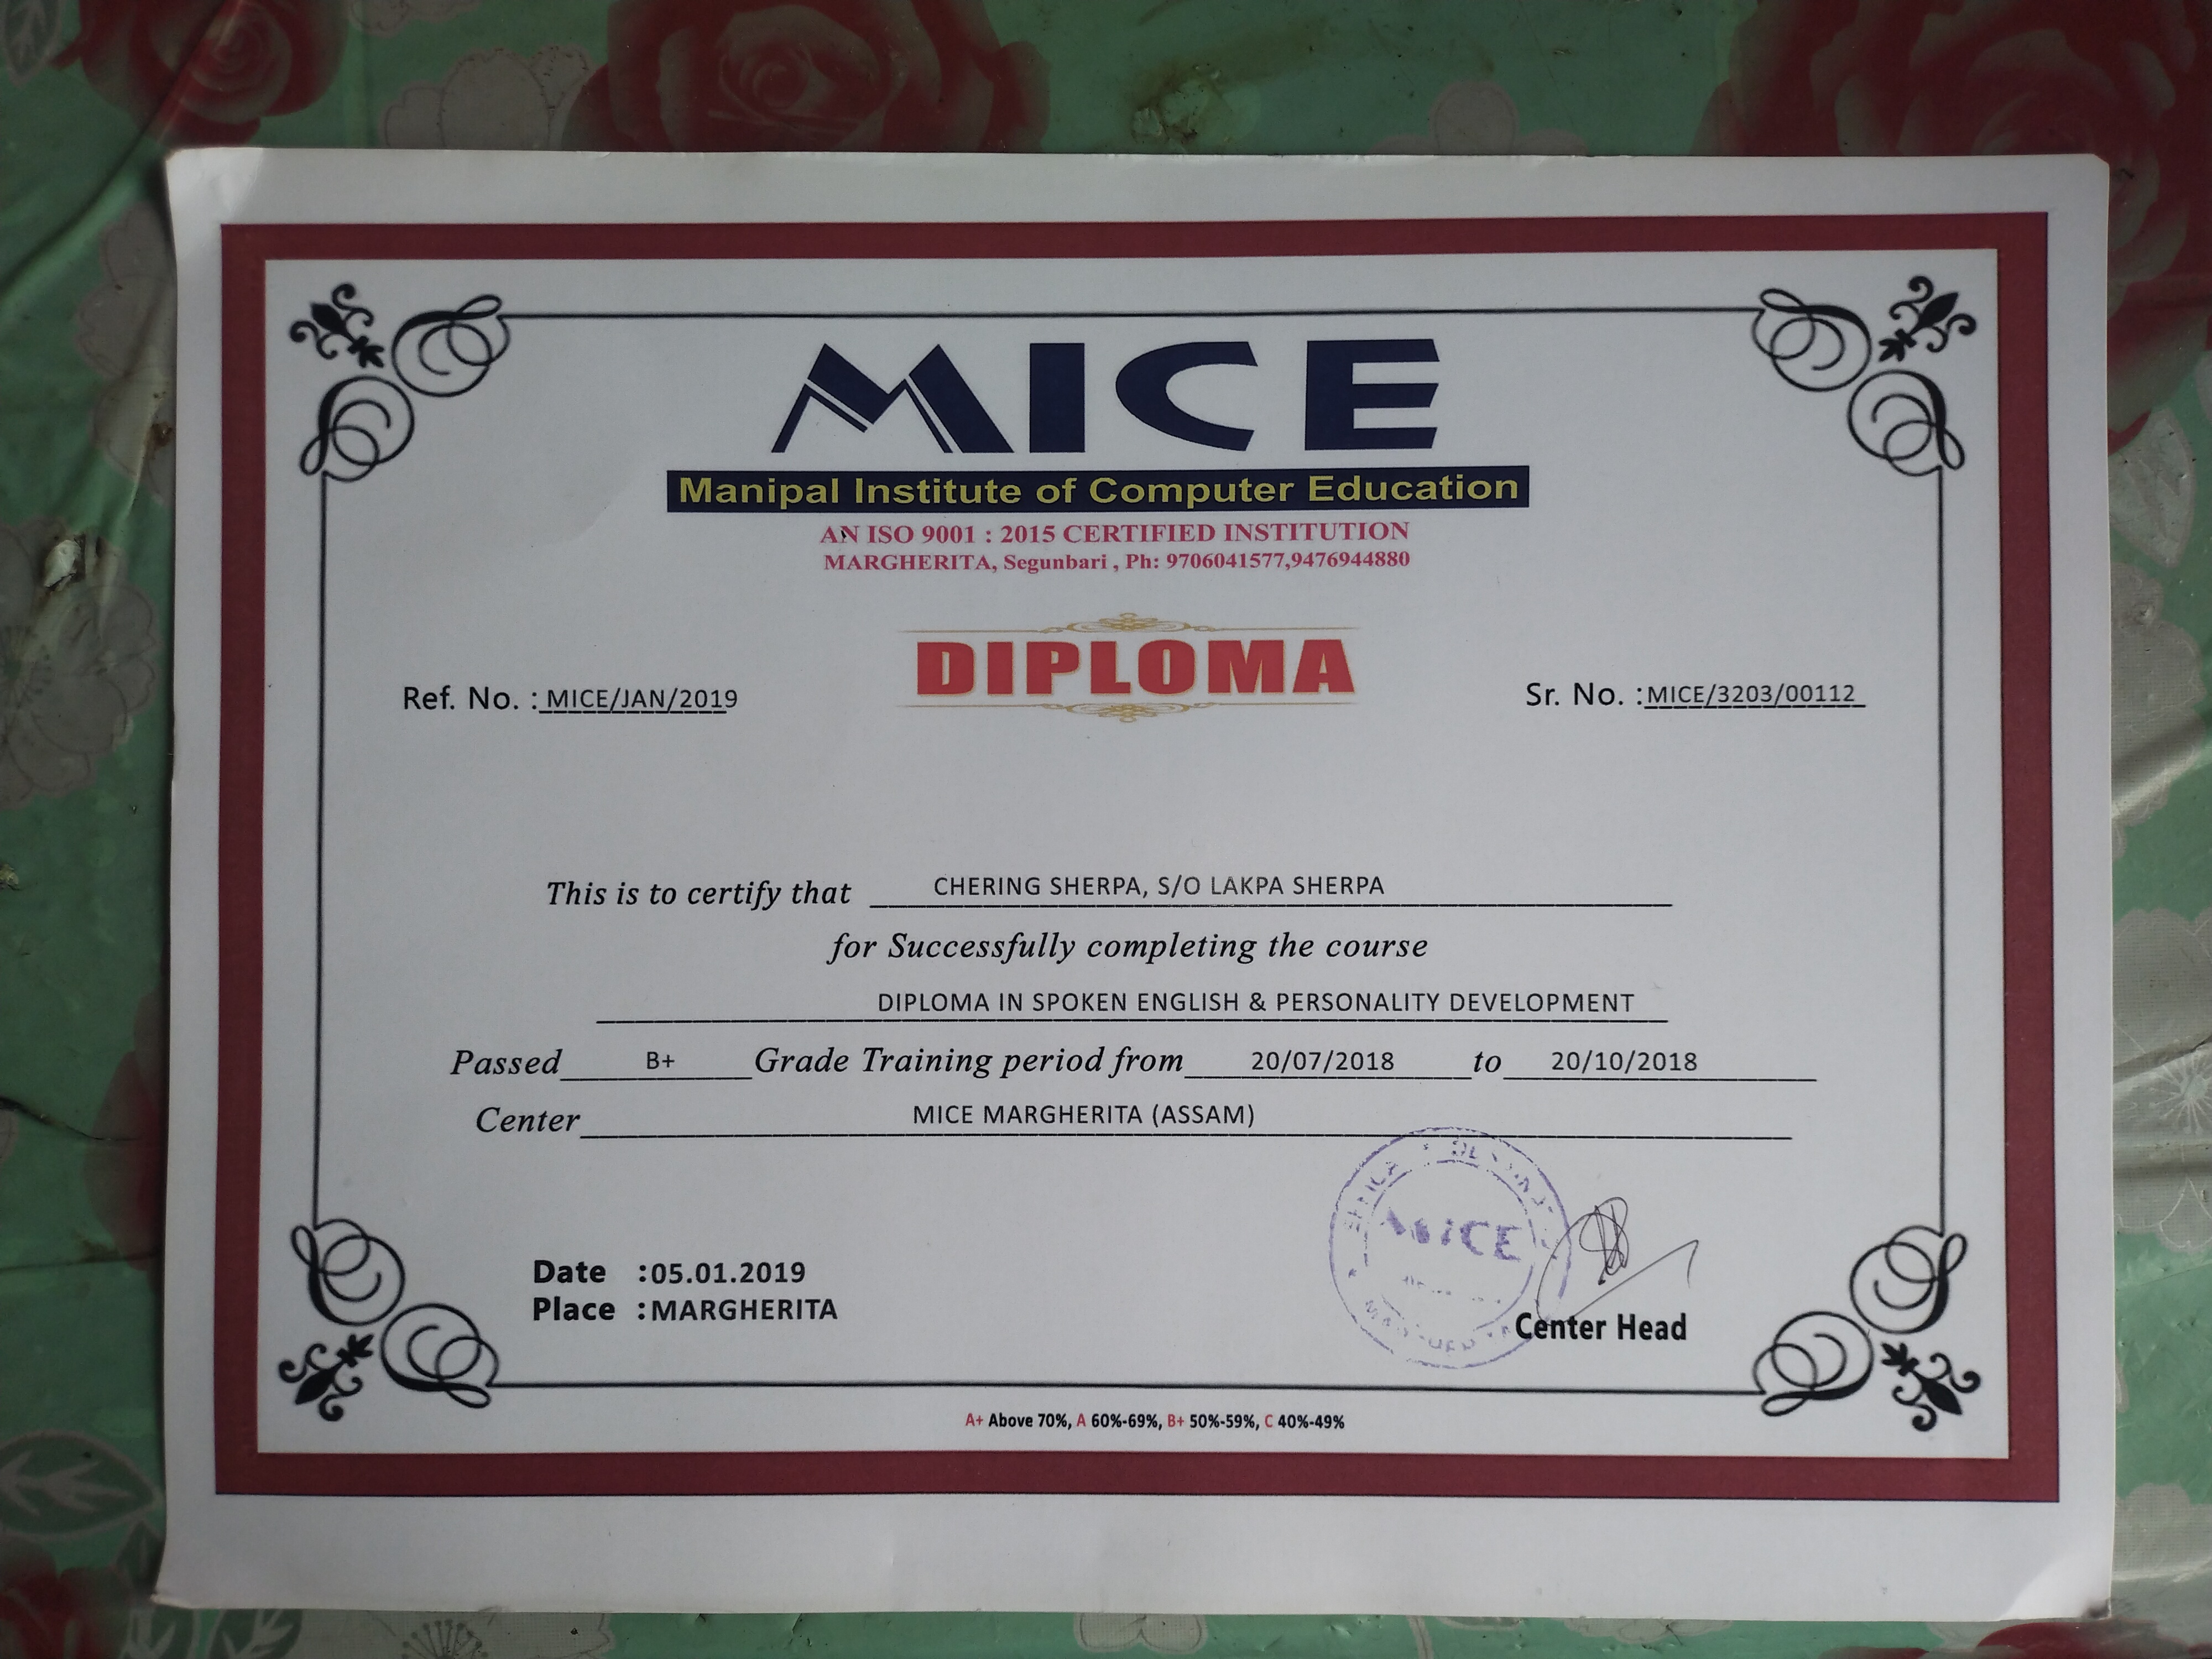 MICE
Manipal Institute of Computer Education
AN ISO 9001 : 2015 CERTIFIED INSTITUTION
MARGHERITA, Segunbari , Ph: 9706041577,9476944880
DIPLOMA
Ref. No. : MICE/JAN/2019
Sr. No. : MICE/3203/00112
This is to certify that CHERING SHERPA, S/O LAKPA SHERPA
for Successfully completing the course
DIPLOMA IN SPOKEN ENGLISH & PERSONALITY DEVELOPMENT
Passed B+ Grade Training period from 20/07/2018 to 20/10/2018
Center MICE MARGHERITA (ASSAM)
MICE
Date :05.01.2019
Place :MARGHERITA
Center Head
A+ Above 70%, A 60%-69%, B+ 50%-59%, C 40%-49%